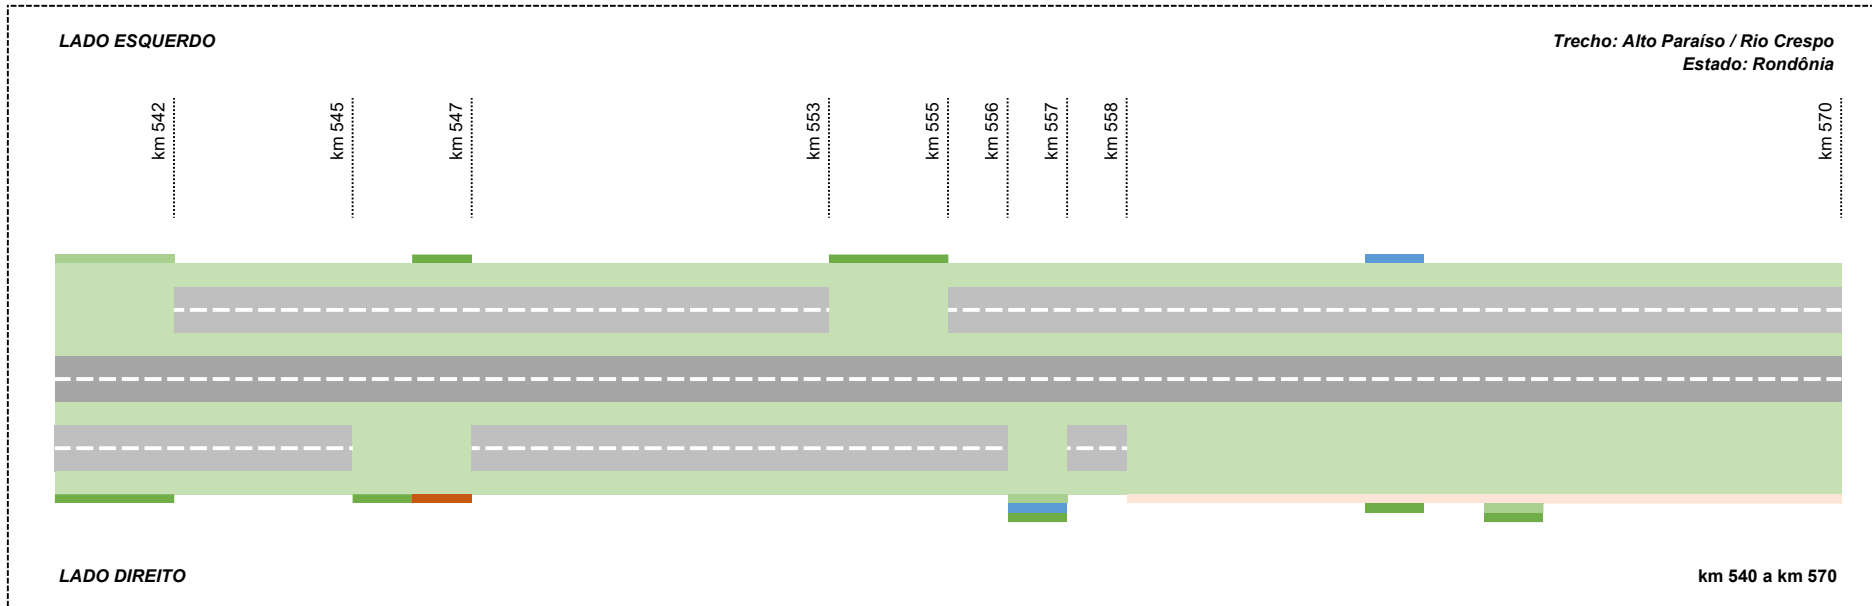 LADO ESQUERDO
Trecho: Alto Paraíso / Rio Crespo
Estado: Rondônia
km 542
km 545
km 547
km 553
km 555
km 556
km 557
km 558
km 570
LADO DIREITO
km 540 a km 570